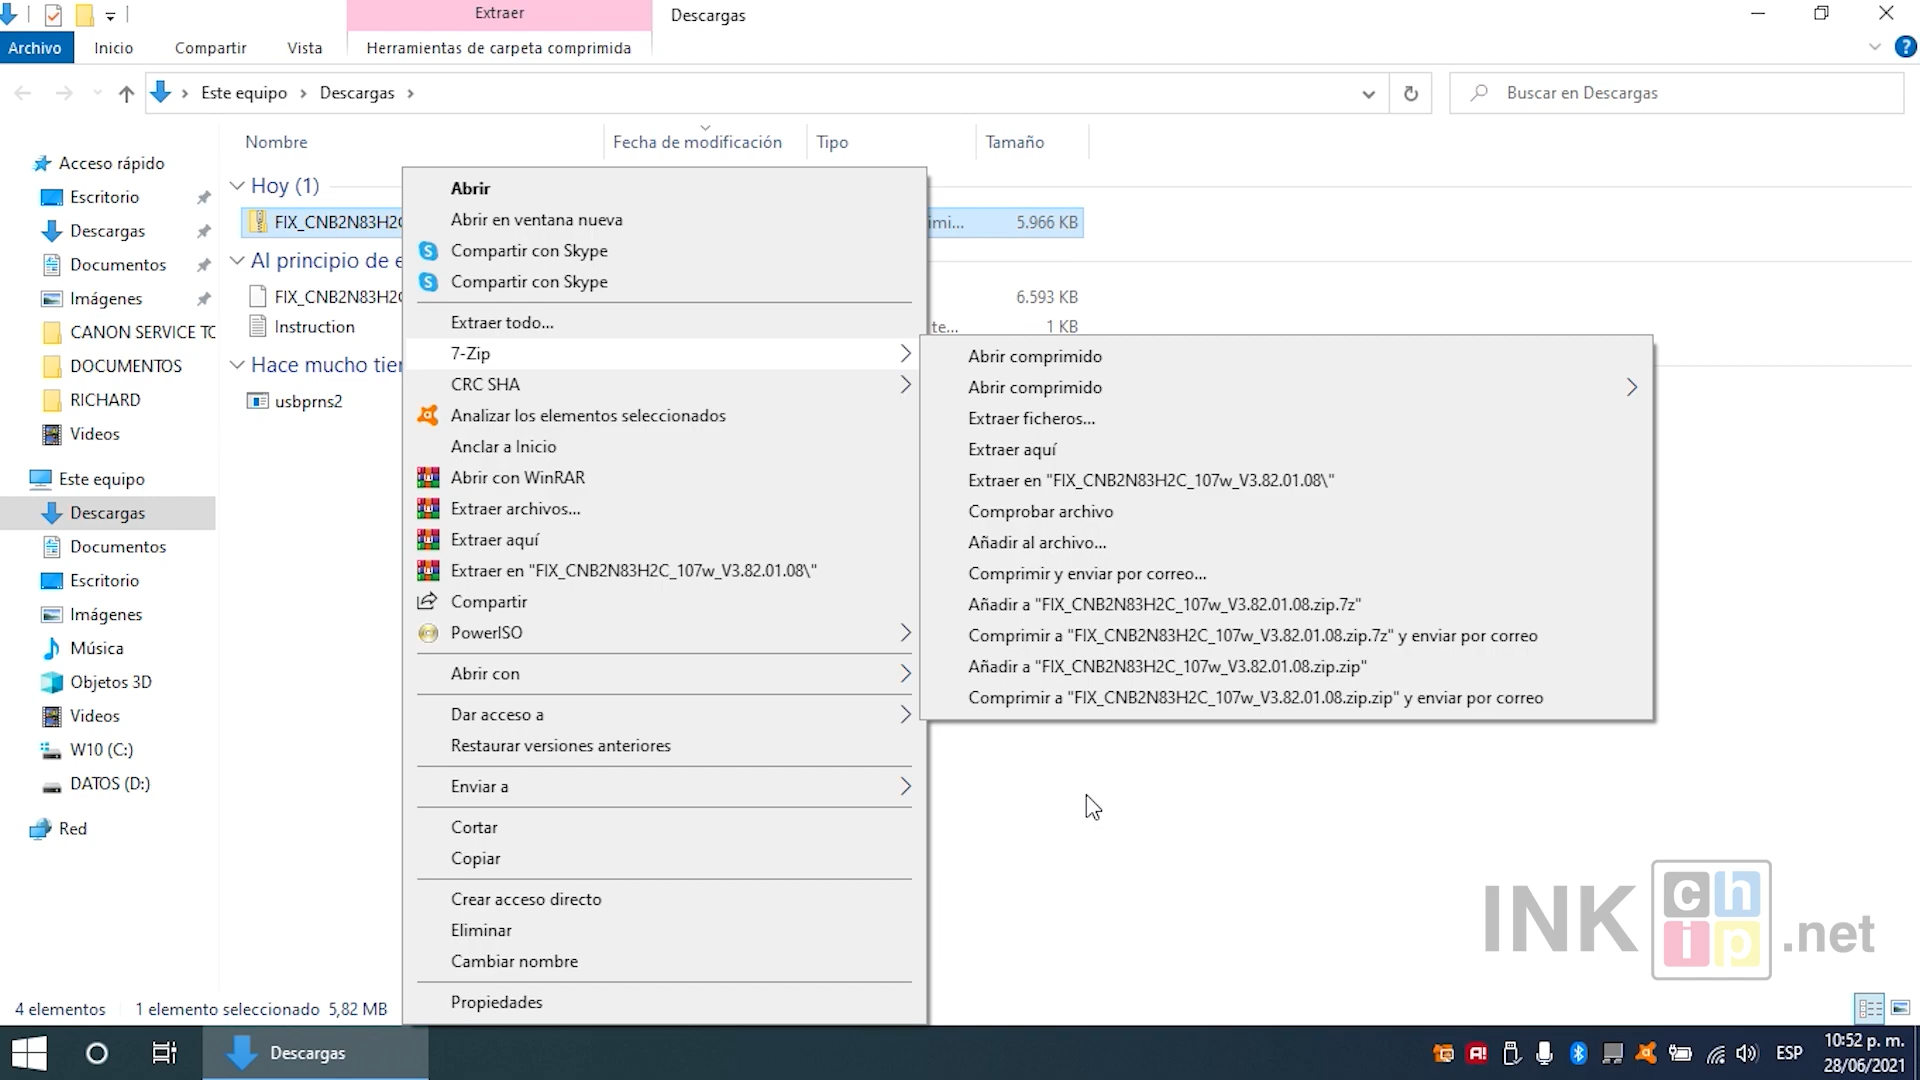 Extraer
Descargas
Archivo
Inicio
Compartir
Vista
Herramientas de carpeta comprimida
Este equipo
Descargas
Buscar en Descargas
Nombre
Fecha de modificación
Tipo
Tamaño
Acceso rápido
Escritorio
Descargas
Documentos
Imágenes
CANON SERVICE TO
DOCUMENTOS
RICHARD
Videos
Este equipo
Descargas
Documentos
Escritorio
Imágenes
Música
Objetos 3D
Videos
W10 (C:)
DATOS (D:)
Red
Hoy (1)
FIX_CNB2N83H2C
imi...
5.966 KB
Al principio de e
FIX_CNB2N83H2C
6.593 KB
Instruction
te...
1 KB
Hace mucho tier
usbprns2
Abrir
Abrir en ventana nueva
Compartir con Skype
Compartir con Skype
Extraer todo...
7-Zip
CRC SHA
Analizar los elementos seleccionados
Anclar a Inicio
Abrir con WinRAR
Extraer archivos...
Extraer aquí
Extraer en "FIX_CNB2N83H2C_107w_V3.82.01.08\"
Compartir
PowerISO
Abrir con
Dar acceso a
Restaurar versiones anteriores
Enviar a
Cortar
Copiar
Crear acceso directo
Eliminar
Cambiar nombre
Propiedades
Abrir comprimido
Abrir comprimido
Extraer ficheros...
Extraer aquí
Extraer en "FIX_CNB2N83H2C_107w_V3.82.01.08\"
Comprobar archivo
Añadir al archivo...
Comprimir y enviar por correo...
Añadir a "FIX_CNB2N83H2C_107w_V3.82.01.08.zip.7z"
Comprimir a "FIX_CNB2N83H2C_107w_V3.82.01.08.zip.7z" y enviar por correo
Añadir a "FIX_CNB2N83H2C_107w_V3.82.01.08.zip.zip"
Comprimir a "FIX_CNB2N83H2C_107w_V3.82.01.08.zip.zip" y enviar por correo
INK chip .net
4 elementos
1 elemento seleccionado 5,82 MB
Descargas
ESP
10:52 p. m.
28/06/2021